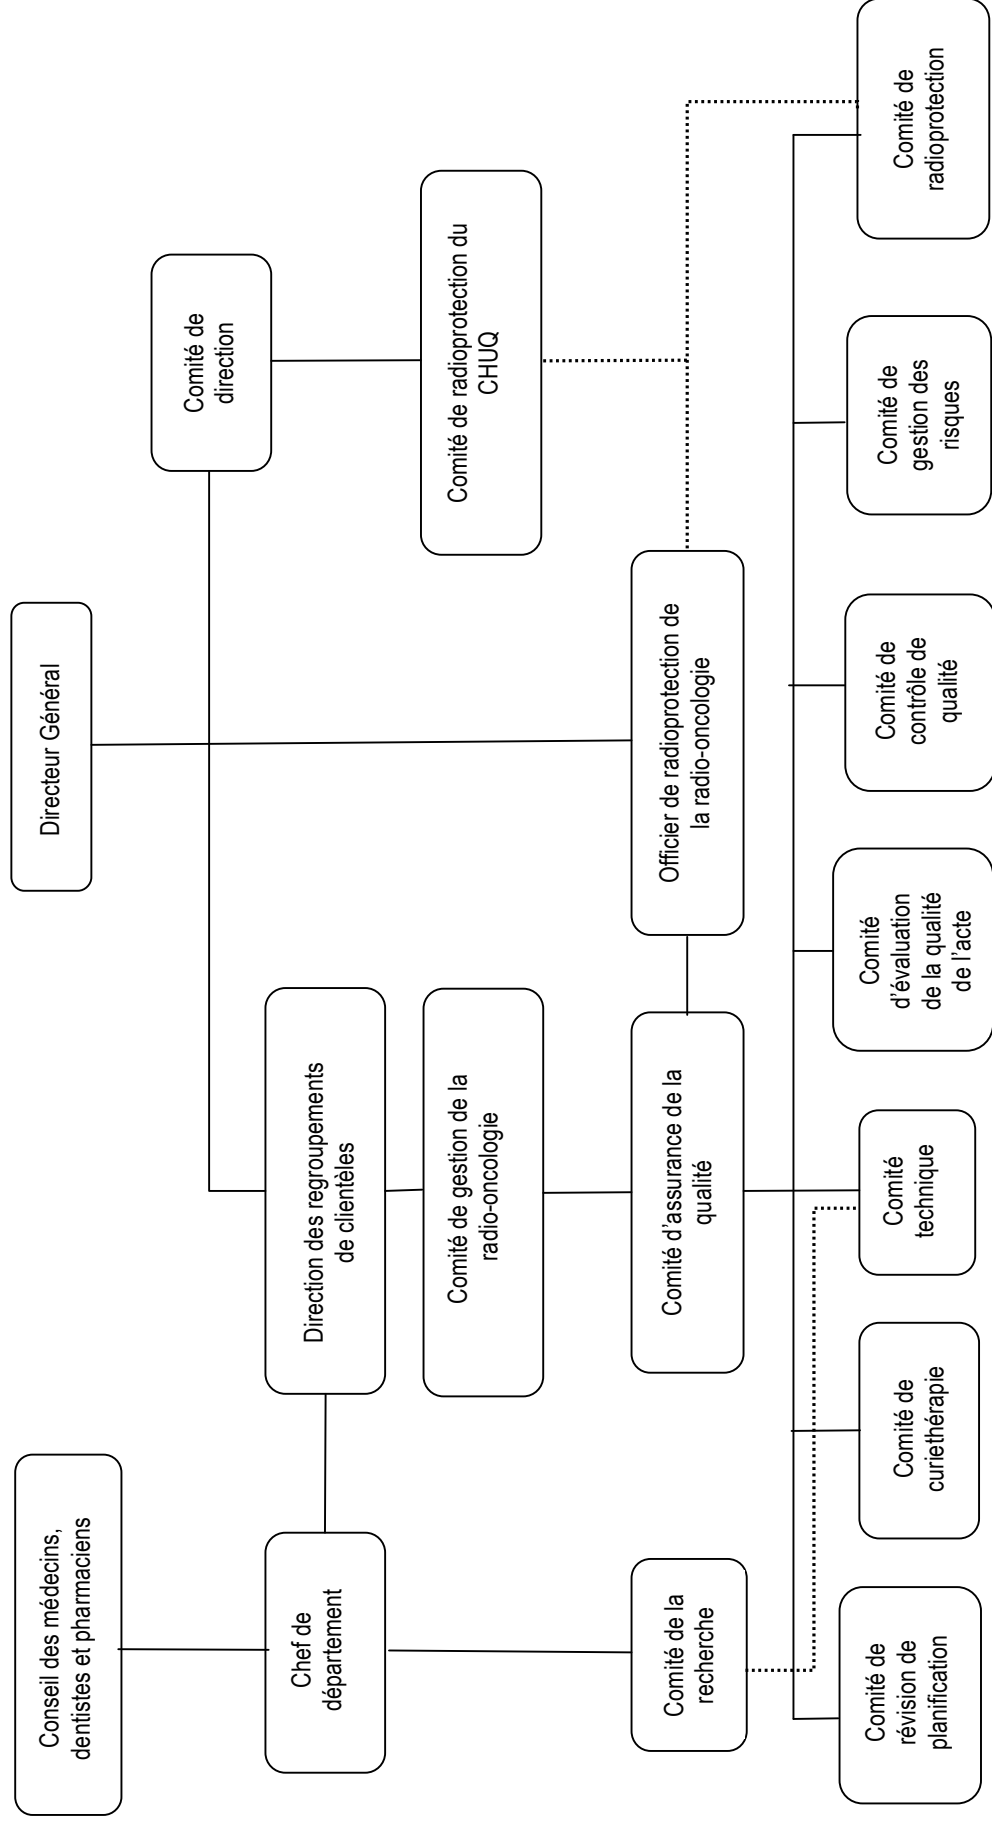 Directeur Général
Conseil des médecins,
dentistes et pharmaciens
Comité de
direction
Chef de
département
Direction des regroupements
de clientèles
Comité de gestion de la
radio-oncologie
Comité de radioprotection du
CHUQ
Comité de la
recherche
Comité d'assurance de la
qualité
Officier de radioprotection de
la radio-oncologie
Comité de
révision de
planification
Comité de
curiethérapie
Comité
technique
Comité
d'évaluation
de la qualité
de l'acte
Comité de
contrôle de
qualité
Comité de
gestion des
risques
Comité de
radioprotection